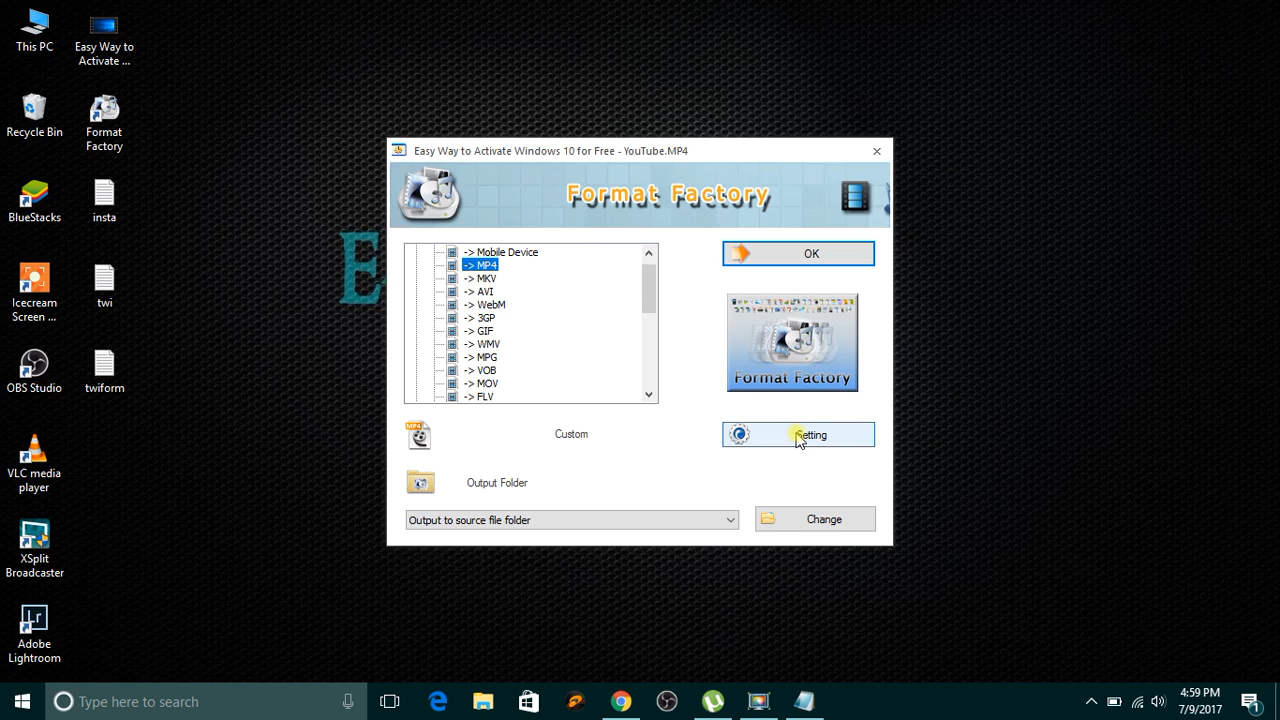 This PC
Easy Way to
Activate ...
Recycle Bin
Format
Factory
BlueStacks
insta
Icecream
Screen ...
twi
OBS Studio
twiform
VLC media
player
XSplit
Broadcaster
Lr
Adobe
Lightroom
E
Easy Way to Activate Windows 10 for Free - YouTube.MP4
Format Factory
-> Mobile Device
-> MP4
-> MKV
-> AVI
-> WebM
-> 3GP
-> GIF
-> WMV
-> MPG
-> VOB
-> MOV
-> FLV
OK
Format Factory
MP4
Custom
Setting
Output Folder
Output to source file folder
Change
Type here to search
4:59 PM
7/9/2017
1